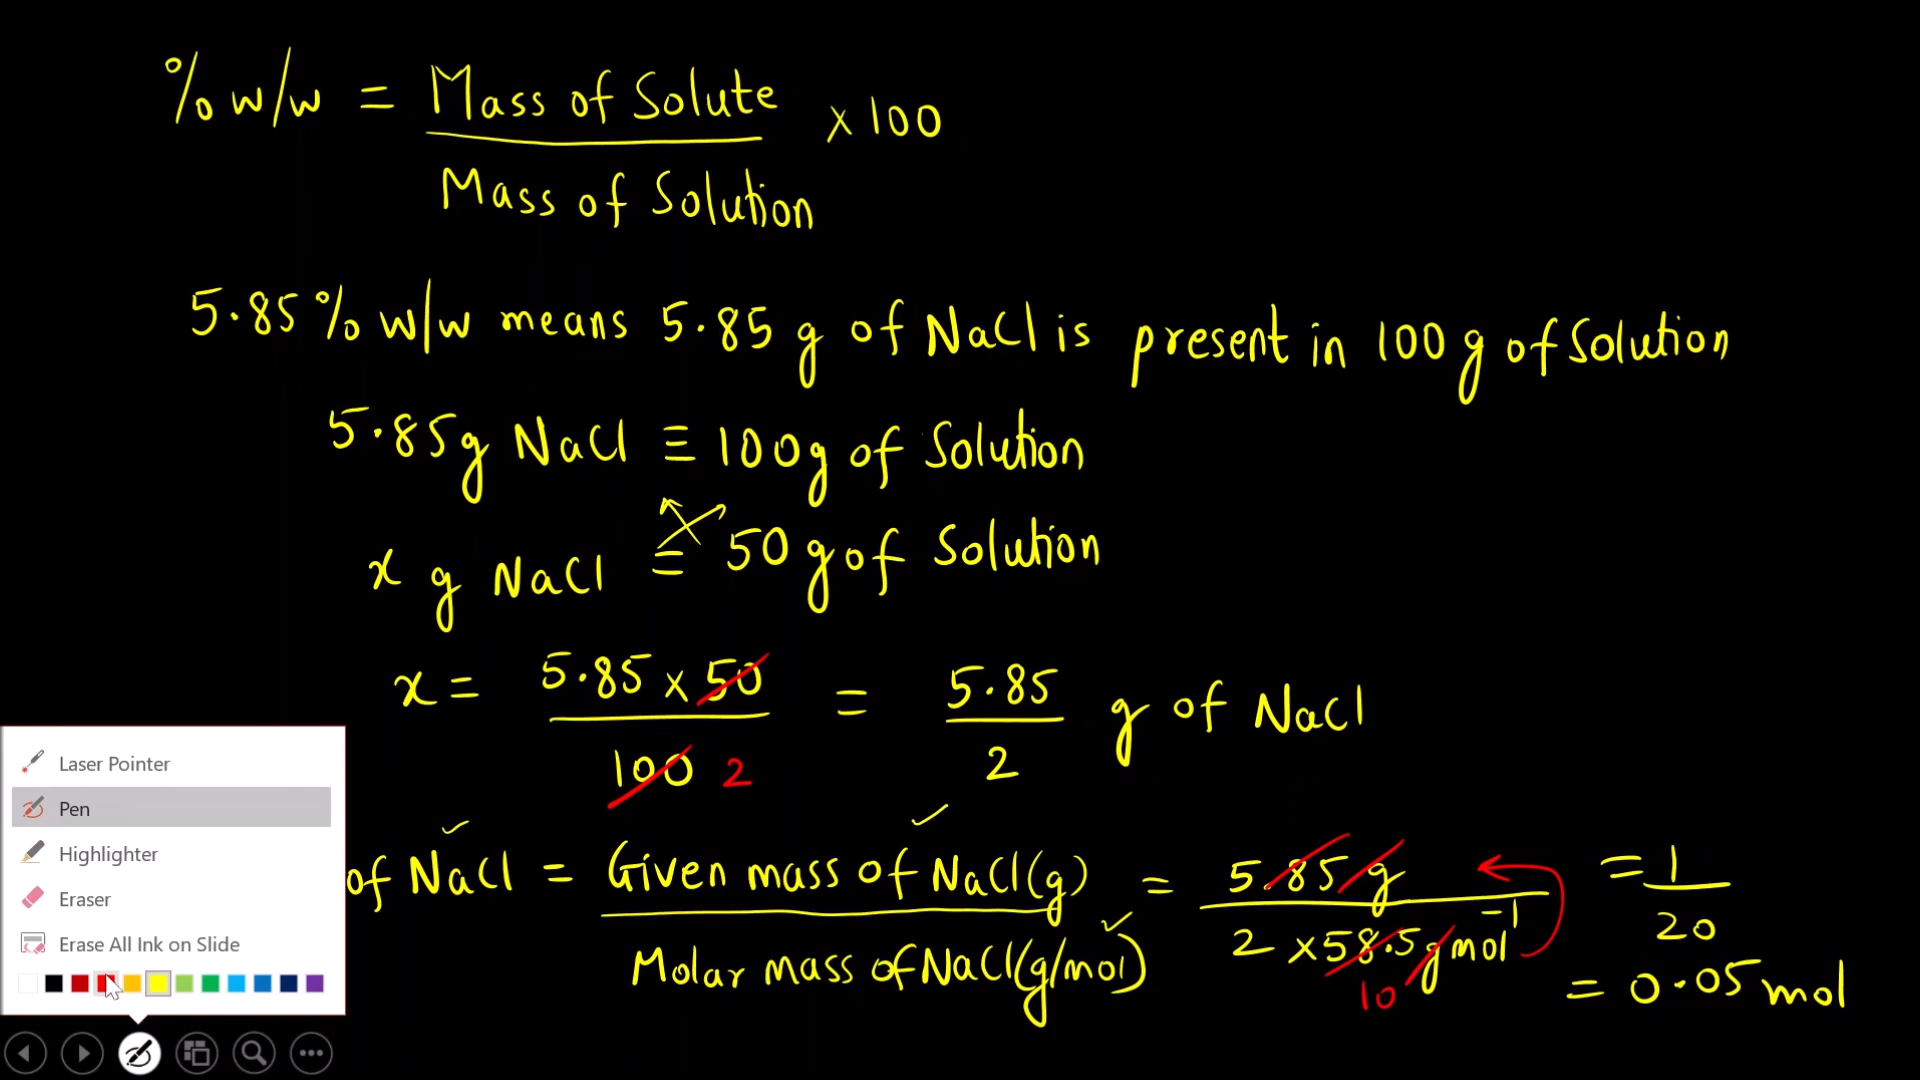 % w/w = Mass of Solute / Mass of Solution × 100
5.85 % w/w means 5.85 g of NaCl is present in 100 g of Solution
5.85g NaCl ≡ 100g of Solution
x g NaCl ≡ 50 g of Solution
x = 5.85 × 50 / 100 2 = 5.85 / 2 g of NaCl
of NaCl = Given mass of NaCl(g) / Molar mass of NaCl(g/mol) = 5.85 g / 2 × 58.5 g mol⁻¹ 10 = 1 / 20
= 0.05 mol
Laser Pointer
Pen
Highlighter
Eraser
Erase All Ink on Slide